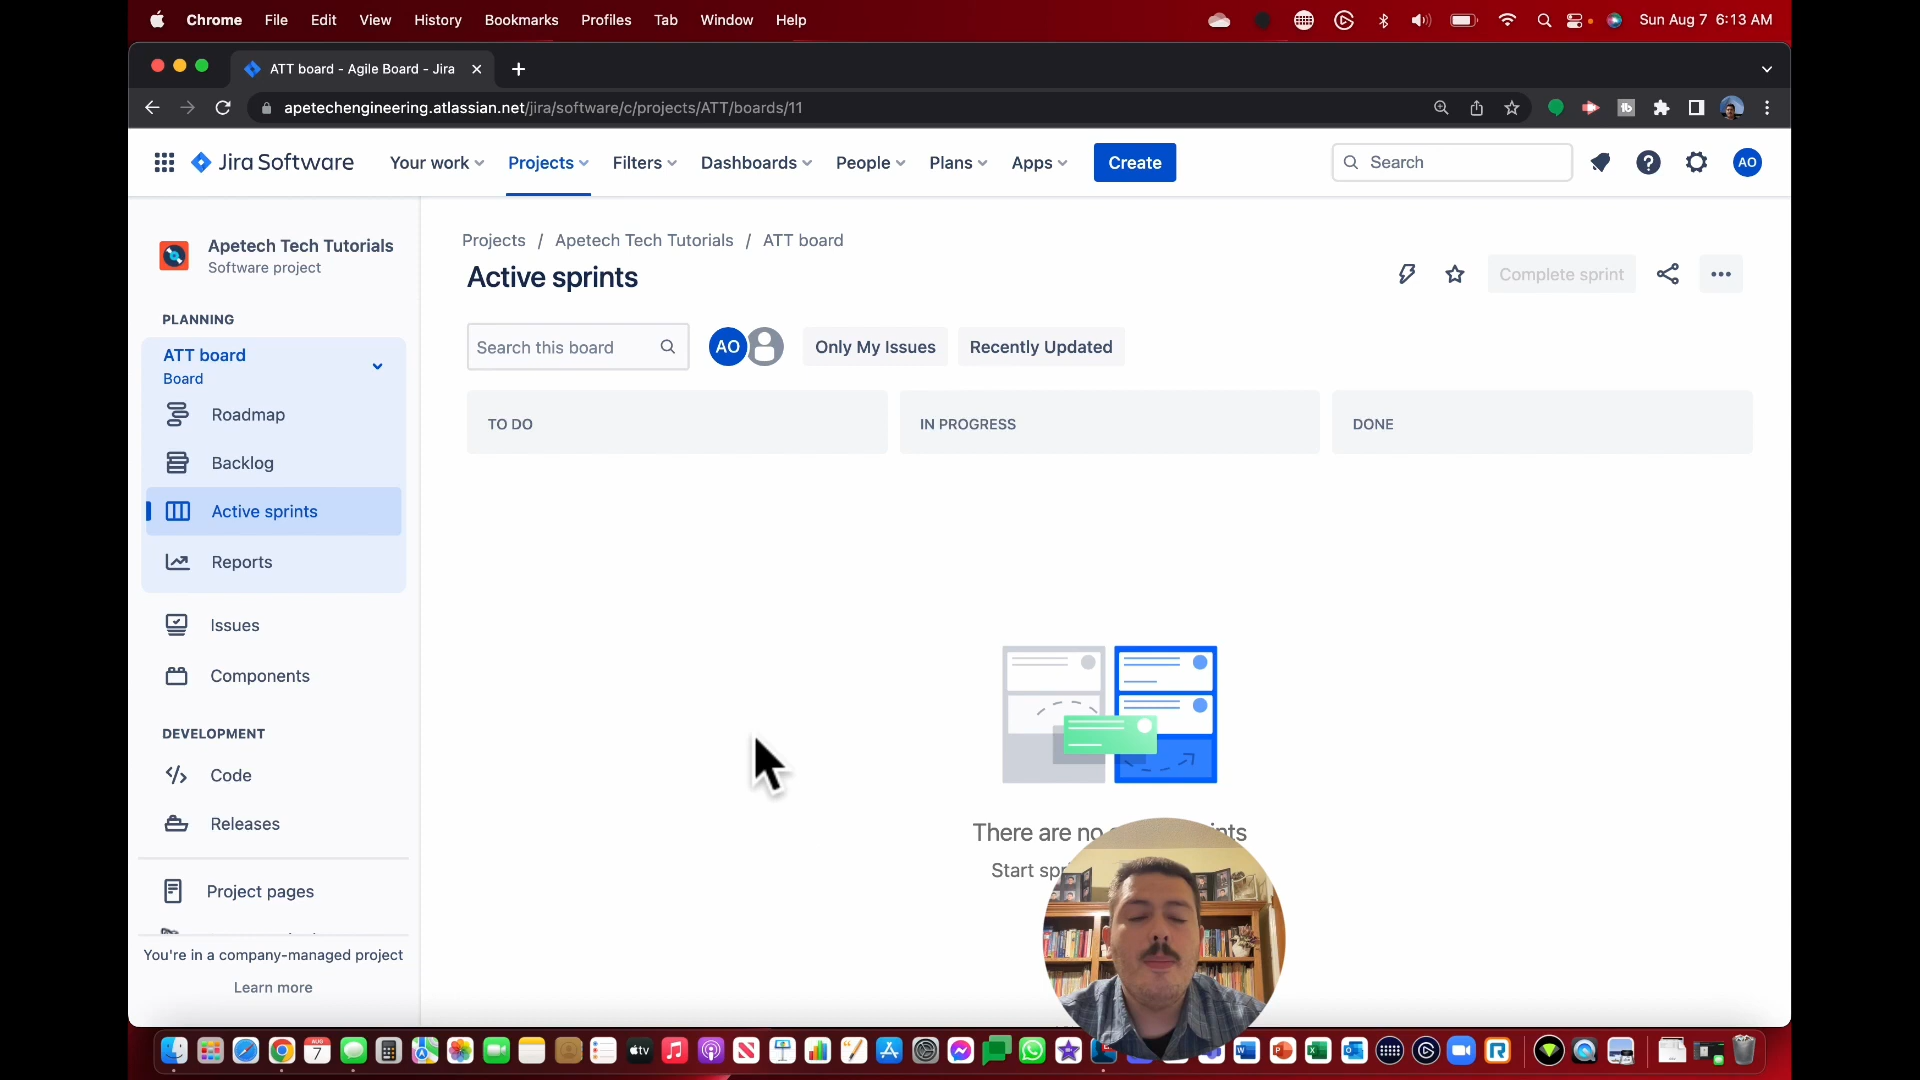 Chrome File Edit View History Bookmarks Profiles Tab Window Help Sun Aug 7 6:13 AM
ATT board - Agile Board - Jira
apetechengineering.atlassian.net/jira/software/c/projects/ATT/boards/11
Jira Software Your work Projects Filters Dashboards People Plans Apps Create Search AO
Apetech Tech Tutorials
Software project
PLANNING
ATT board
Board
Roadmap
Backlog
Active sprints
Reports
Issues
Components
DEVELOPMENT
Code
Releases
Project pages
You're in a company-managed project
Learn more
Projects / Apetech Tech Tutorials / ATT board
Active sprints
Complete sprint
Search this board AO Only My Issues Recently Updated
TO DO IN PROGRESS DONE
There are no
Start
AUG
7
tv